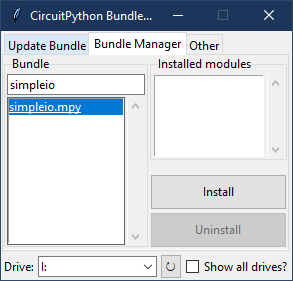 CircuitPython Bundle...
Update Bundle
Bundle Manager
Other
Bundle
Installed modules
simpleio
simpleio.mpy
Install
Uninstall
Drive:
I:
Show all drives?